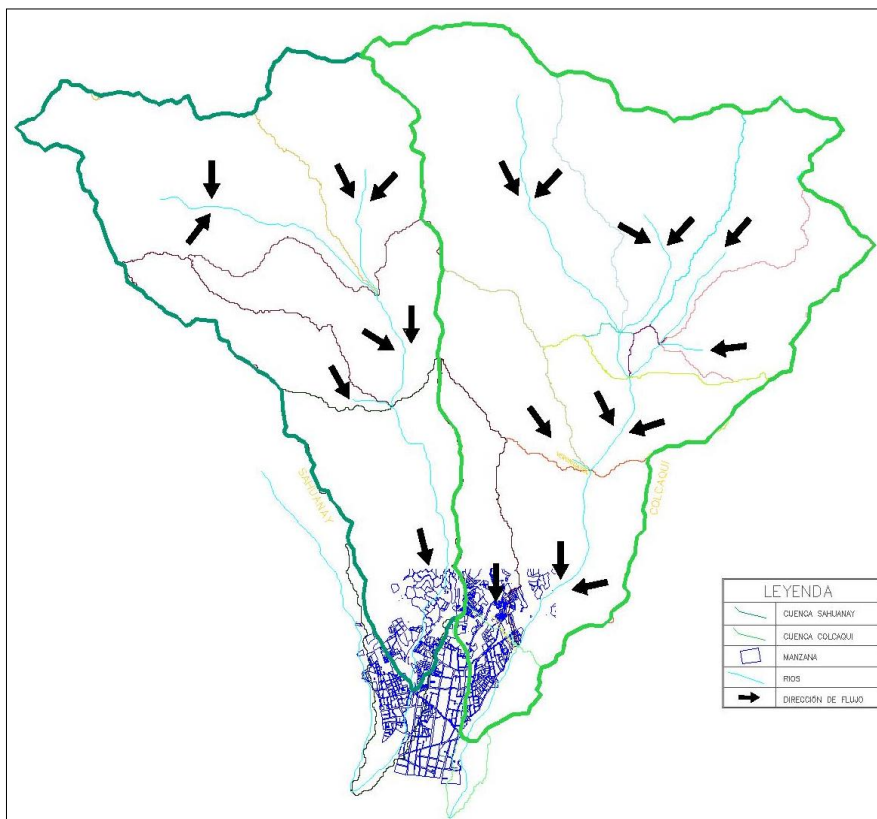 SAHUANAY
COLCAQUI
LEYENDA
CUENCA SAHUANAY
CUENCA COLCAQUI
MANZANA
RIOS
DIRECCIÓN DE FLUJO